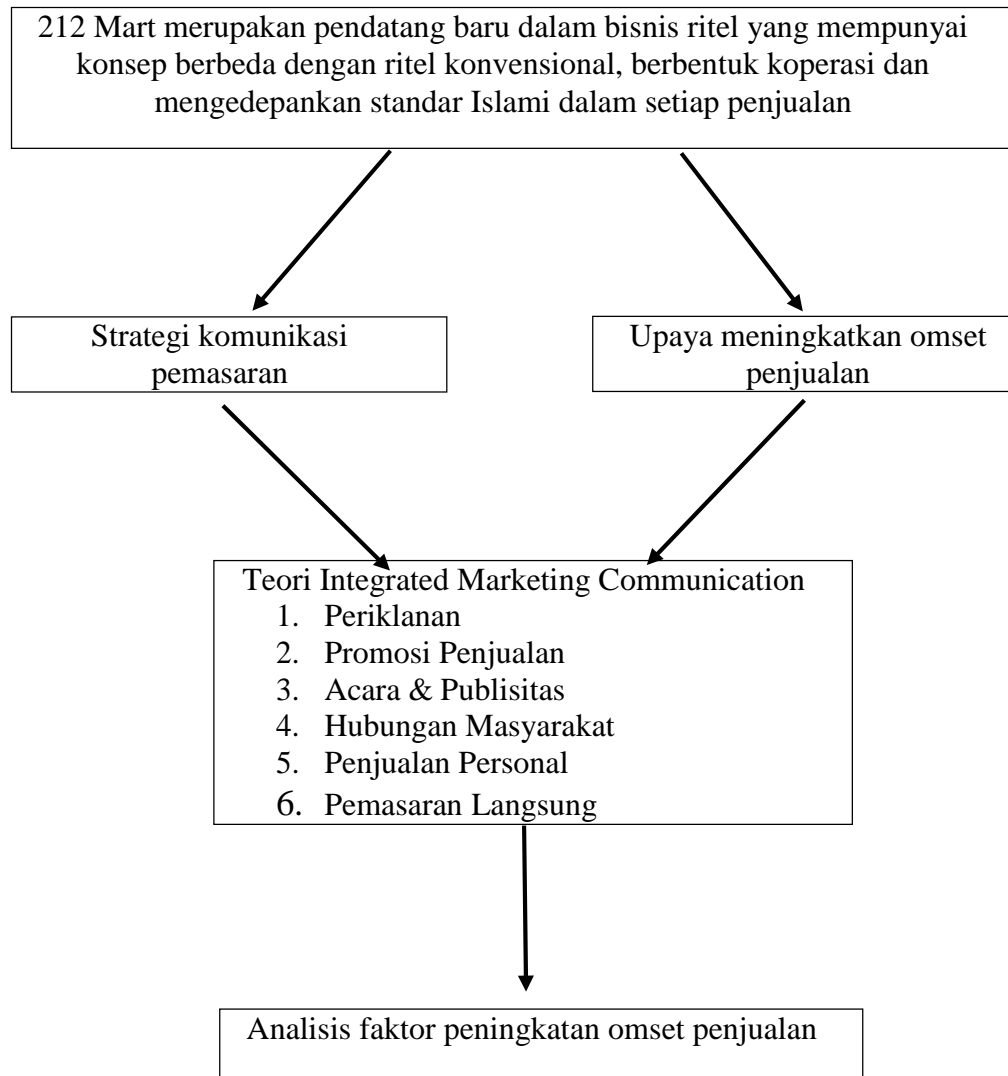 212 Mart merupakan pendatang baru dalam bisnis ritel yang mempunyai
konsep berbeda dengan ritel konvensional, berbentuk koperasi dan
mengedepankan standar Islami dalam setiap penjualan
Strategi komunikasi
pemasaran
Upaya meningkatkan omset
penjualan
Teori Integrated Marketing Communication
1. Periklanan
2. Promosi Penjualan
3. Acara & Publisitas
4. Hubungan Masyarakat
5. Penjualan Personal
6. Pemasaran Langsung
Analisis faktor peningkatan omset penjualan